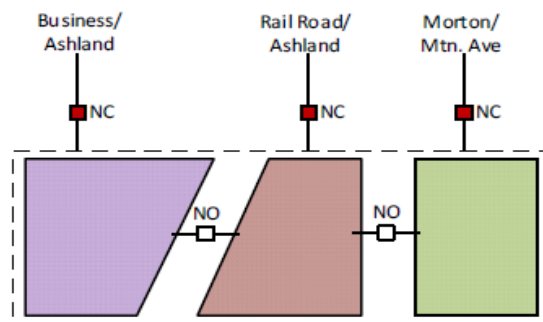 Business/
Ashland
Rail Road/
Ashland
Morton/
Mtn. Ave
NC
NC
NC
NO
NO